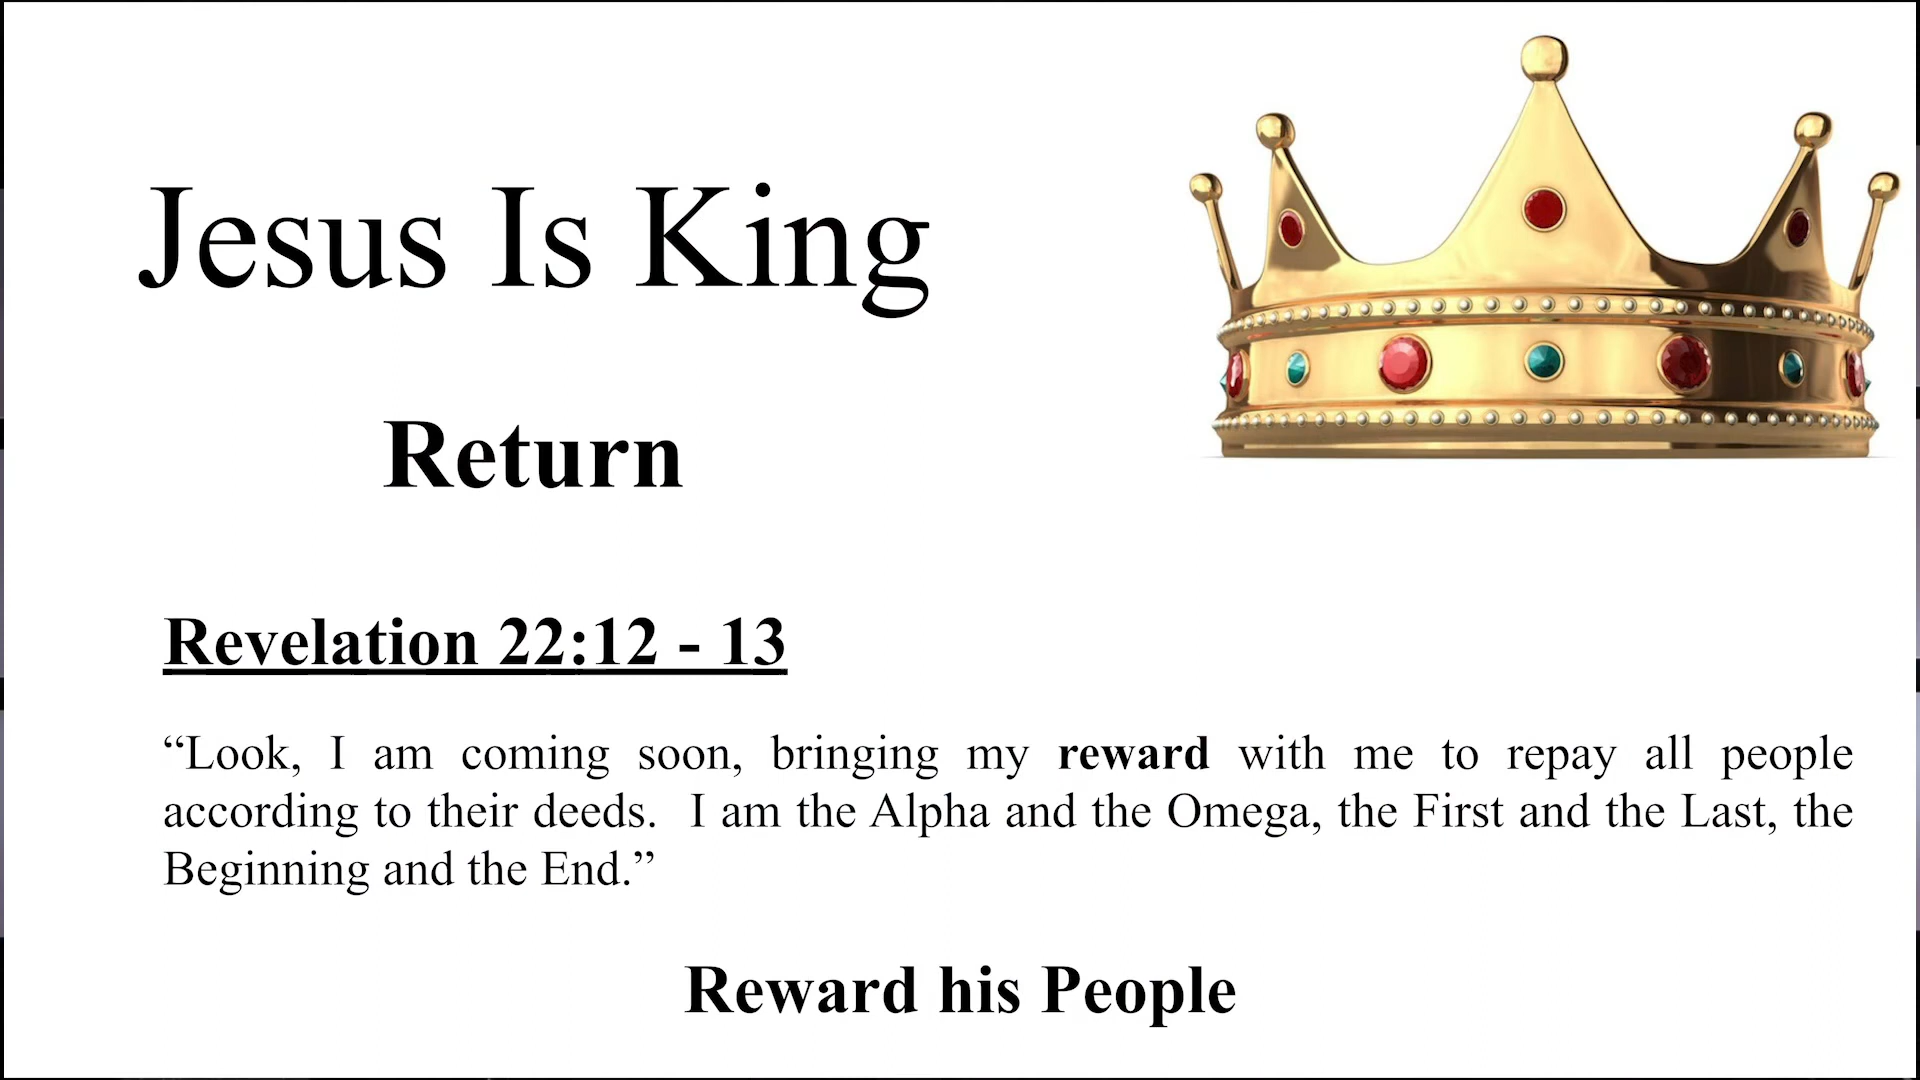 Jesus Is King
Return
Revelation 22:12 - 13
“Look, I am coming soon, bringing my reward with me to repay all people
according to their deeds.  I am the Alpha and the Omega, the First and the Last, the
Beginning and the End.”
Reward his People